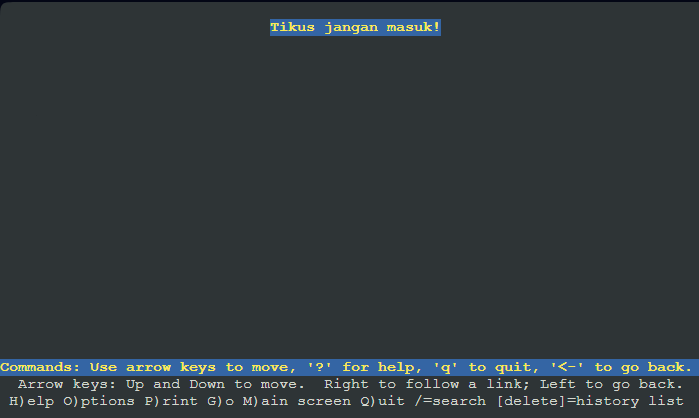 Tikus jangan masuk!
Commands: Use arrow keys to move, '?' for help, 'q' to quit, '<-' to go back.
Arrow keys: Up and Down to move.  Right to follow a link; Left to go back.
H)elp O)ptions P)rint G)o M)ain screen Q)uit /=search [delete]=history list